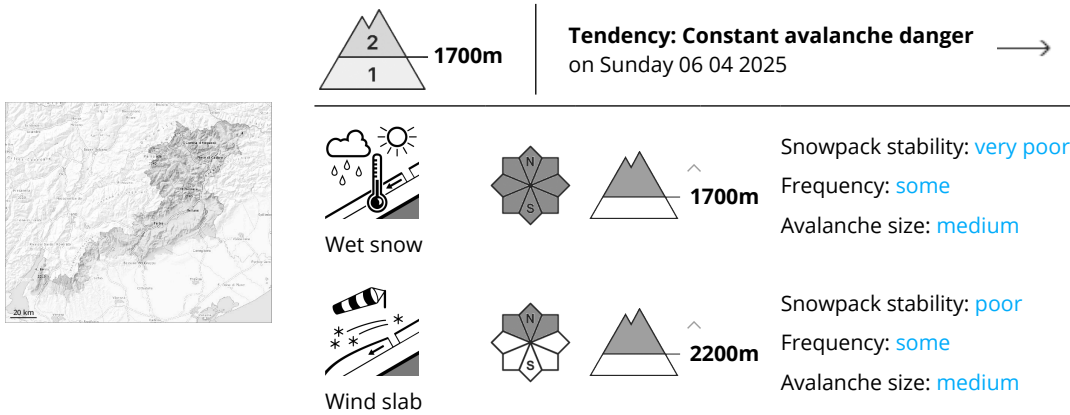 2
1
1700m
Tendency: Constant avalanche danger
on Sunday 06 04 2025
20 km
N
S
1700m
Snowpack stability: very poor
Frequency: some
Avalanche size: medium
Wet snow
N
S
2200m
Snowpack stability: poor
Frequency: some
Avalanche size: medium
Wind slab